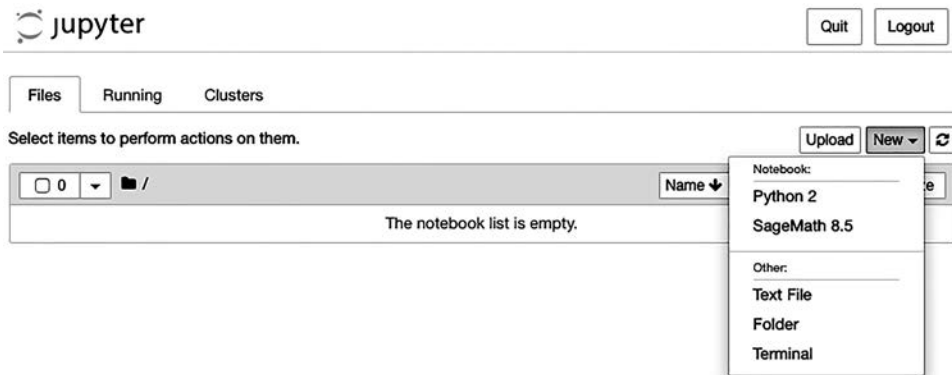 jupyter
Quit Logout
Files Running Clusters
Select items to perform actions on them.
Upload New
0 / Name
The notebook list is empty.
Notebook:
Python 2
SageMath 8.5
Other:
Text File
Folder
Terminal